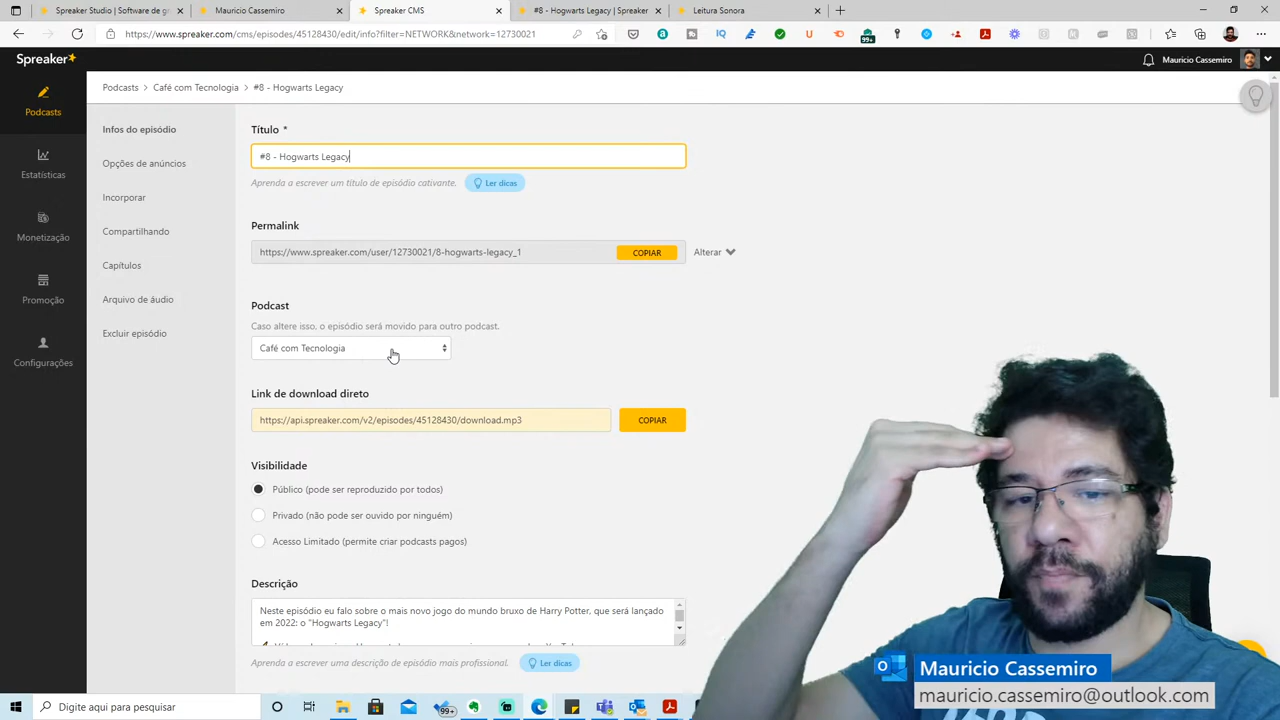 Spreaker Studio | Software de g
Mauricio Cassemiro
Spreaker CMS
#8 - Hogwarts Legacy | Spreaker
Leitura Sonora
https://www.spreaker.com/cms/episodes/45128430/edit/info?filter=NETWORK&network=12730021
99+
Spreaker
Mauricio Cassemiro
Podcasts
Estatísticas
Monetização
Promoção
Configurações
Podcasts > Café com Tecnologia > #8 - Hogwarts Legacy
Infos do episódio
Opções de anúncios
Incorporar
Compartilhando
Capítulos
Arquivo de áudio
Excluir episódio
Título *
#8 - Hogwarts Legacy
Aprenda a escrever um título de episódio cativante.
Ler dicas
Permalink
https://www.spreaker.com/user/12730021/8-hogwarts-legacy_1
COPIAR
Alterar
Podcast
Caso altere isso, o episódio será movido para outro podcast.
Café com Tecnologia
Link de download direto
https://api.spreaker.com/v2/episodes/45128430/download.mp3
COPIAR
Visibilidade
Público (pode ser reproduzido por todos)
Privado (não pode ser ouvido por ninguém)
Acesso Limitado (permite criar podcasts pagos)
Descrição
Neste episódio eu falo sobre o mais novo jogo do mundo bruxo de Harry Potter, que será lançado
em 2022: o "Hogwarts Legacy"!
Aprenda a escrever uma descrição de episódio mais profissional.
Ler dicas
Mauricio Cassemiro
mauricio.cassemiro@outlook.com
Digite aqui para pesquisar
99+